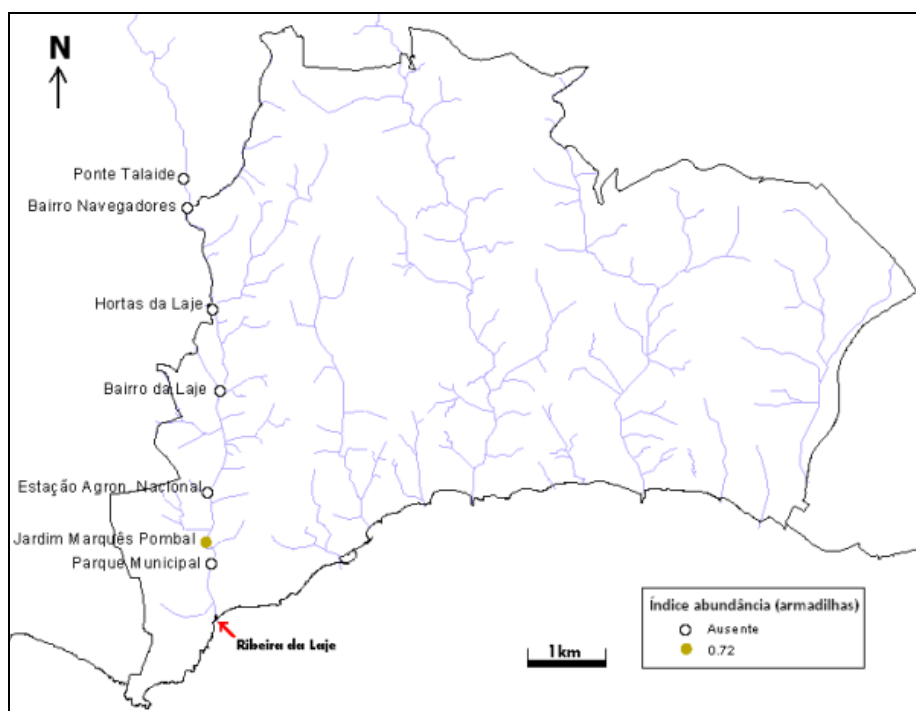 N
Ponte Talaide
Bairro Navegadores
Hortas da Laje
Bairro da Laje
Estação Agron. Nacional
Jardim Marquês Pombal
Parque Municipal
Ribeira da Laje
1km
Índice abundância (armadilhas)
Ausente
0.72